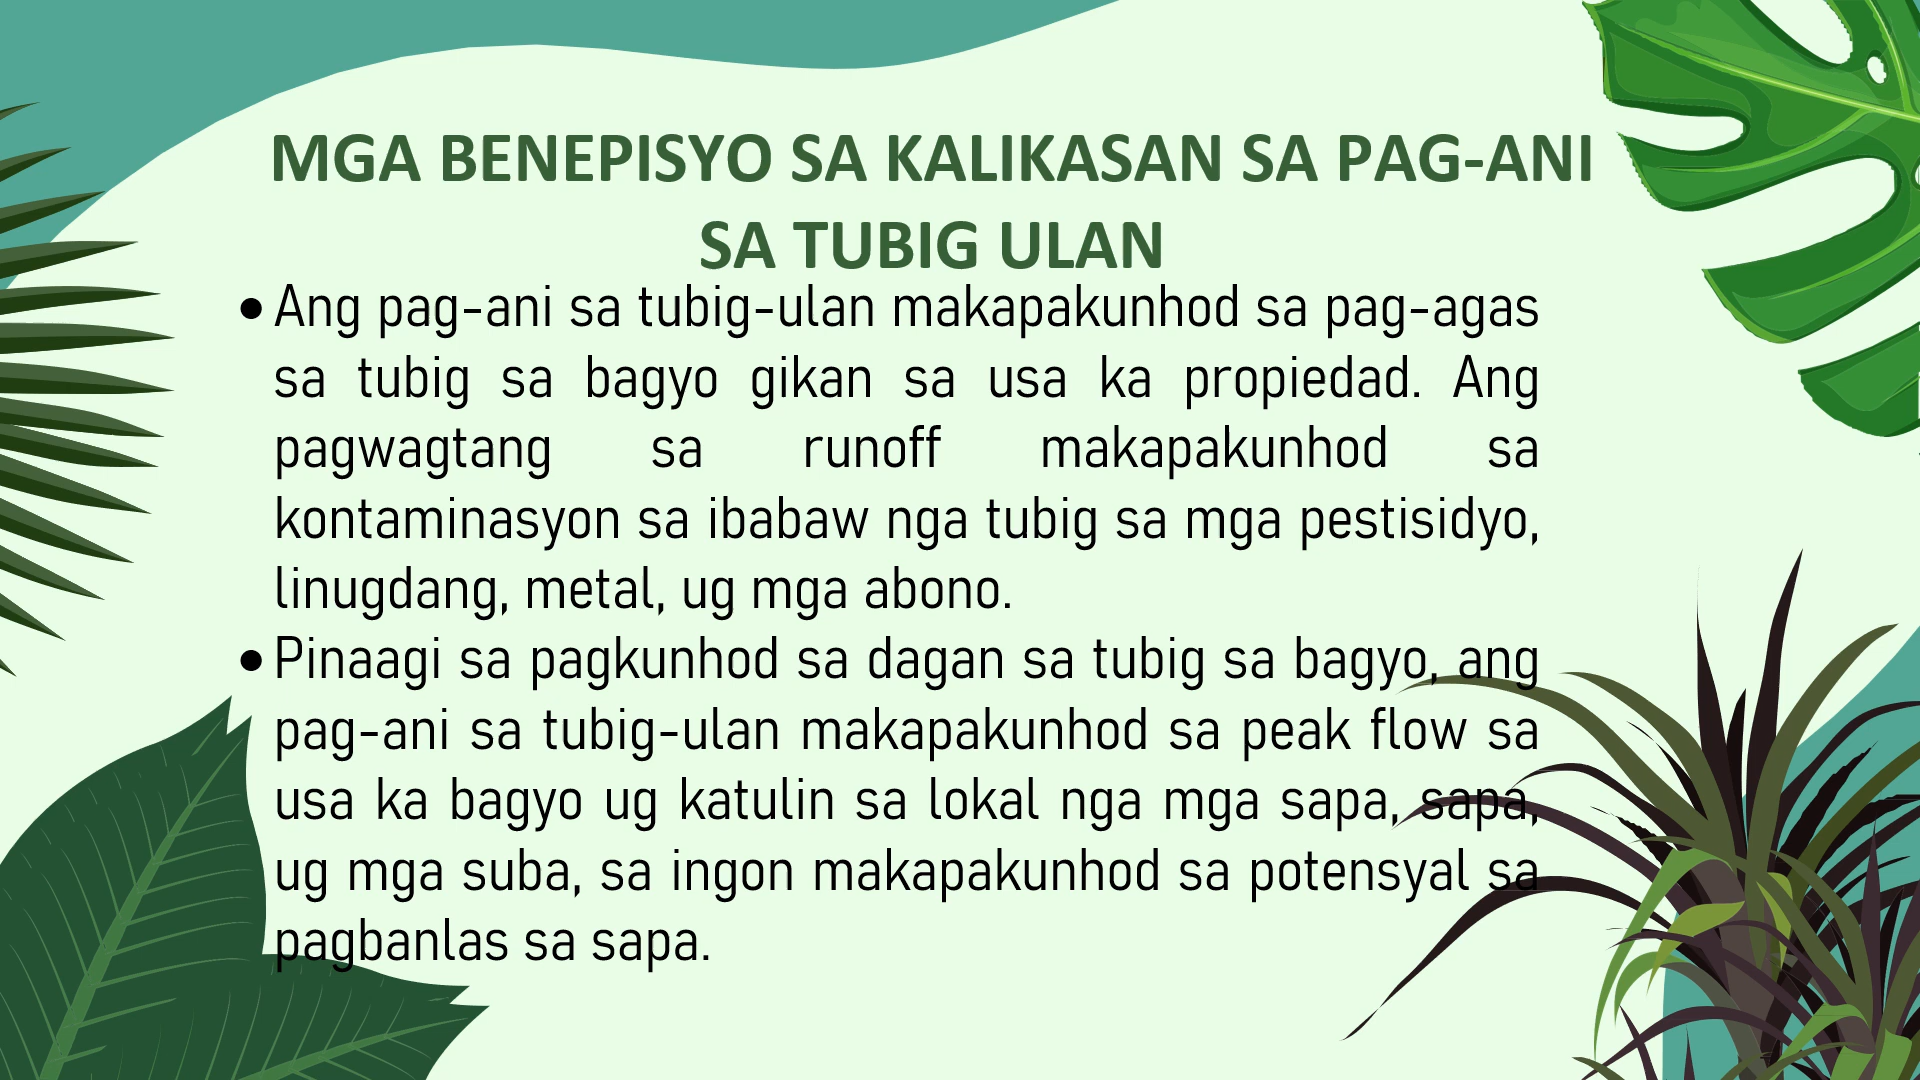 MGA BENEPISYO SA KALIKASAN SA PAG-ANI
SA TUBIG ULAN
• Ang pag-ani sa tubig-ulan makapakunhod sa pag-agas
sa tubig sa bagyo gikan sa usa ka propiedad. Ang
pagwagtang sa runoff makapakunhod sa
kontaminasyon sa ibabaw nga tubig sa mga pestisidyo,
linugdang, metal, ug mga abono.
• Pinaagi sa pagkunhod sa dagan sa tubig sa bagyo, ang
pag-ani sa tubig-ulan makapakunhod sa peak flow sa
usa ka bagyo ug katulin sa lokal nga mga sapa, sapa,
ug mga suba, sa ingon makapakunhod sa potensyal sa
pagbanlas sa sapa.